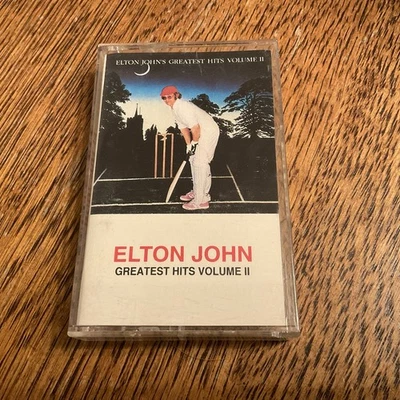 ELTON JOHN'S GREATEST HITS VOLUME II
ELTON JOHN
GREATEST HITS VOLUME II